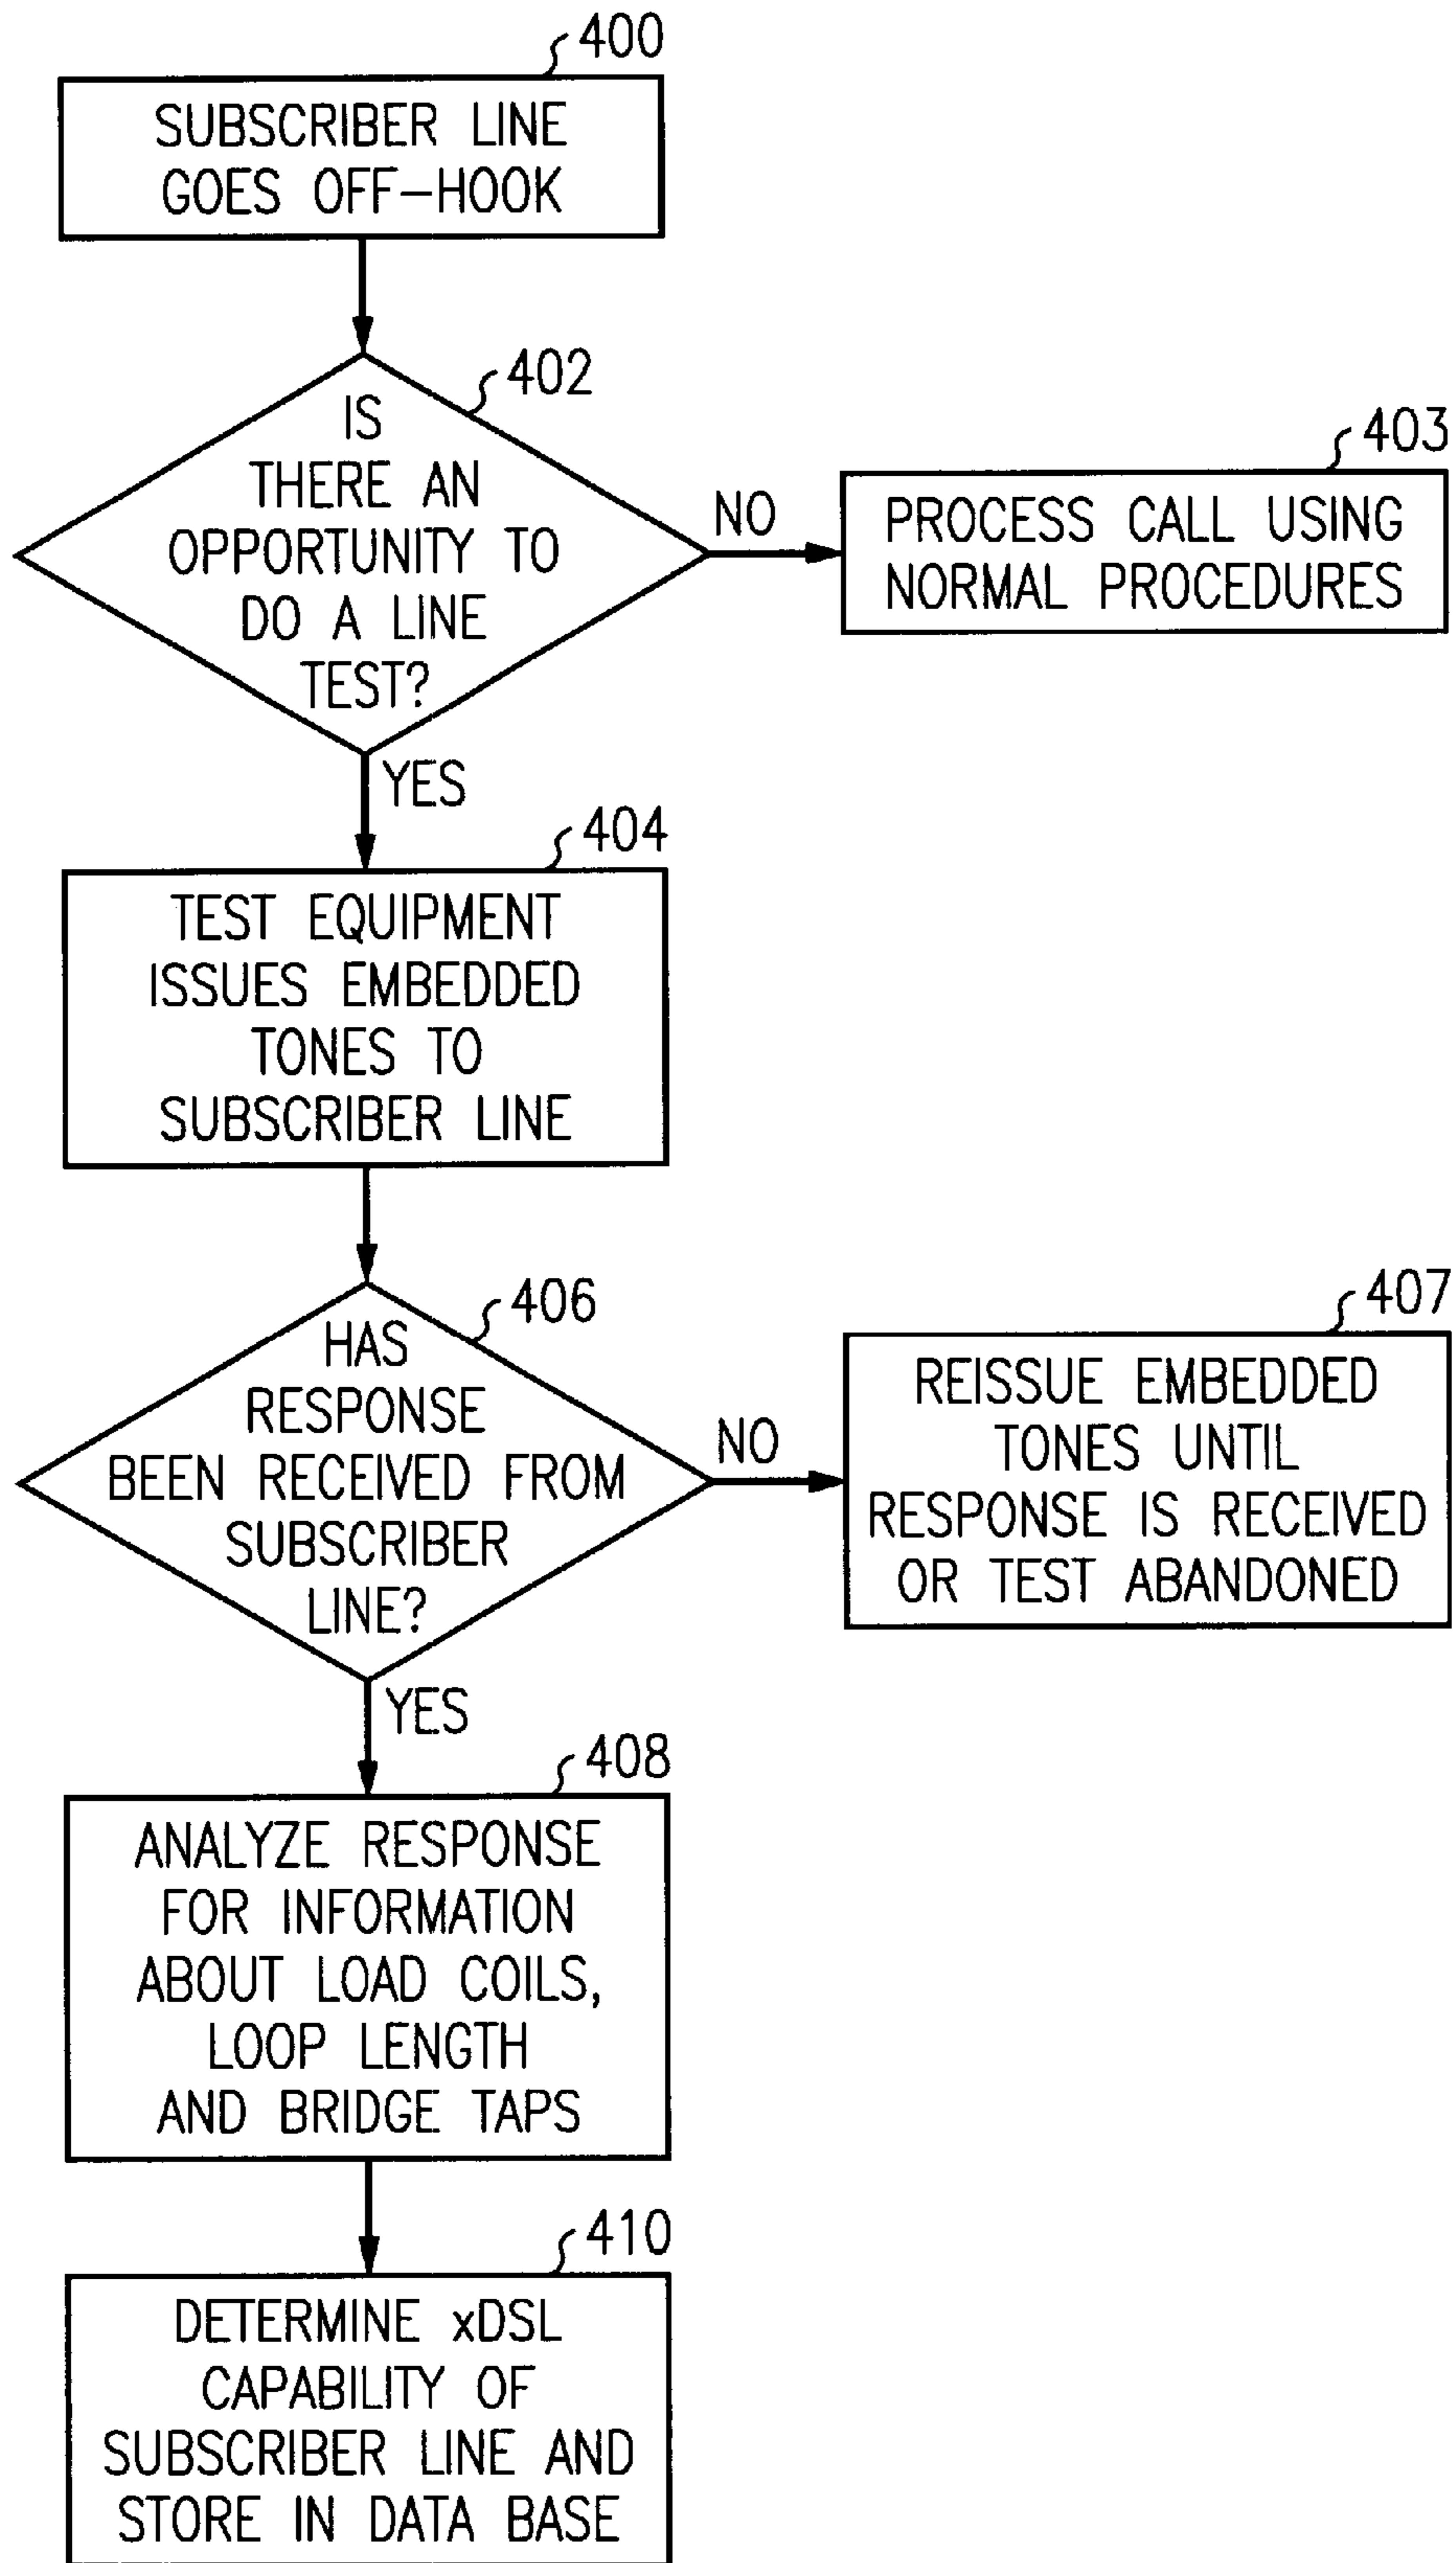 400
SUBSCRIBER LINE
GOES OFF-HOOK
402
IS
THERE AN
OPPORTUNITY TO
DO A LINE
TEST?
NO
403
PROCESS CALL USING
NORMAL PROCEDURES
YES
404
TEST EQUIPMENT
ISSUES EMBEDDED
TONES TO
SUBSCRIBER LINE
406
HAS
RESPONSE
BEEN RECEIVED FROM
SUBSCRIBER
LINE?
NO
407
REISSUE EMBEDDED
TONES UNTIL
RESPONSE IS RECEIVED
OR TEST ABANDONED
YES
408
ANALYZE RESPONSE
FOR INFORMATION
ABOUT LOAD COILS,
LOOP LENGTH
AND BRIDGE TAPS
410
DETERMINE xDSL
CAPABILITY OF
SUBSCRIBER LINE AND
STORE IN DATA BASE